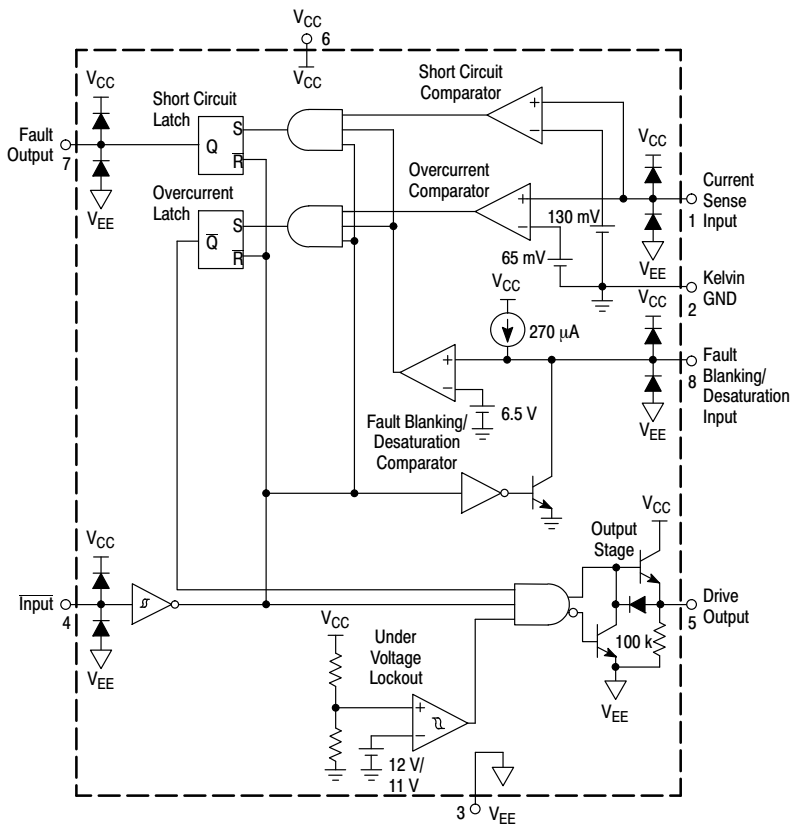 VCC
6
VCC
VCC
Short Circuit
Latch
S
Q
R̅
Fault
Output
7
VEE
Short Circuit
Comparator
+
−
VCC
Current
Sense
Input
1
VEE
Overcurrent
Latch
S
Q̅
R̅
Overcurrent
Comparator
+
−
130 mV
65 mV
Kelvin
GND
2
VCC
270 µA
VCC
Fault
Blanking/
Desaturation
Input
8
VEE
+
−
6.5 V
Fault Blanking/
Desaturation
Comparator
VCC
Output
Stage
VCC
I̅n̅p̅u̅t̅
4
VEE
Drive
Output
5
100 k
VEE
VCC
Under
Voltage
Lockout
+
−
12 V/
11 V
3
VEE